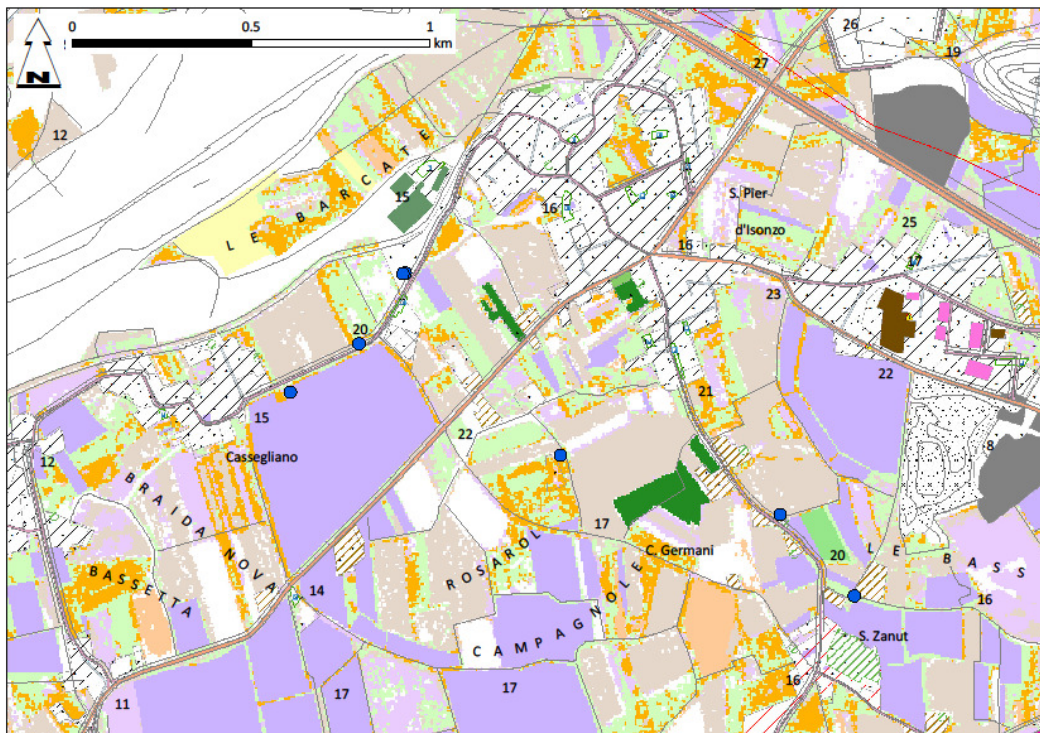 0 0.5 1
km
N
26
19
27
12
LE BARCATE
15
16
S. Pier
d'Isonzo
25
16
17
23
20
22
21
15
22
8
12
Cassegliano
BRAIDA NOVA
17
ROSAROL
C. Germani
20
LE BASS
BASSETTA
14
CAMPAGNOLE
16
S. Zanut
17
17
16
11